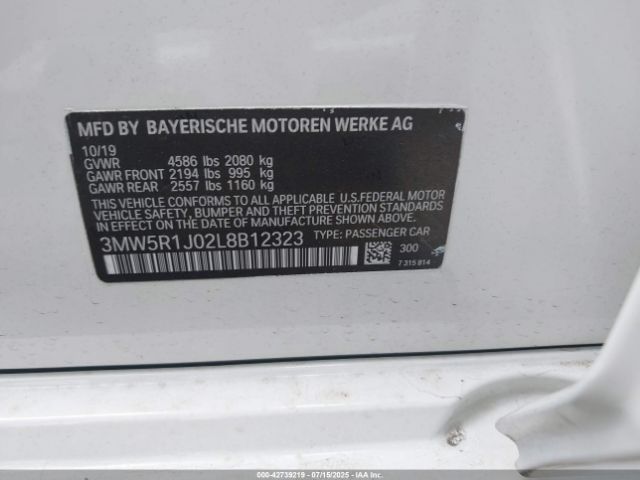 MFD BY BAYERISCHE MOTOREN WERKE AG
10/19
GVWR 4586 lbs 2080 kg
GAWR FRONT 2194 lbs 995 kg
GAWR REAR 2557 lbs 1160 kg
THIS VEHICLE CONFORMS TO ALL APPLICABLE U.S.FEDERAL MOTOR
VEHICLE SAFETY, BUMPER AND THEFT PREVENTION STANDARDS
IN EFFECT ON THE DATE OF MANUFACTURE SHOWN ABOVE.
3MW5R1J02L8B12323 TYPE: PASSENGER CAR
300
7 315 814
000-42739219 - 07/15/2025 - IAA Corp.